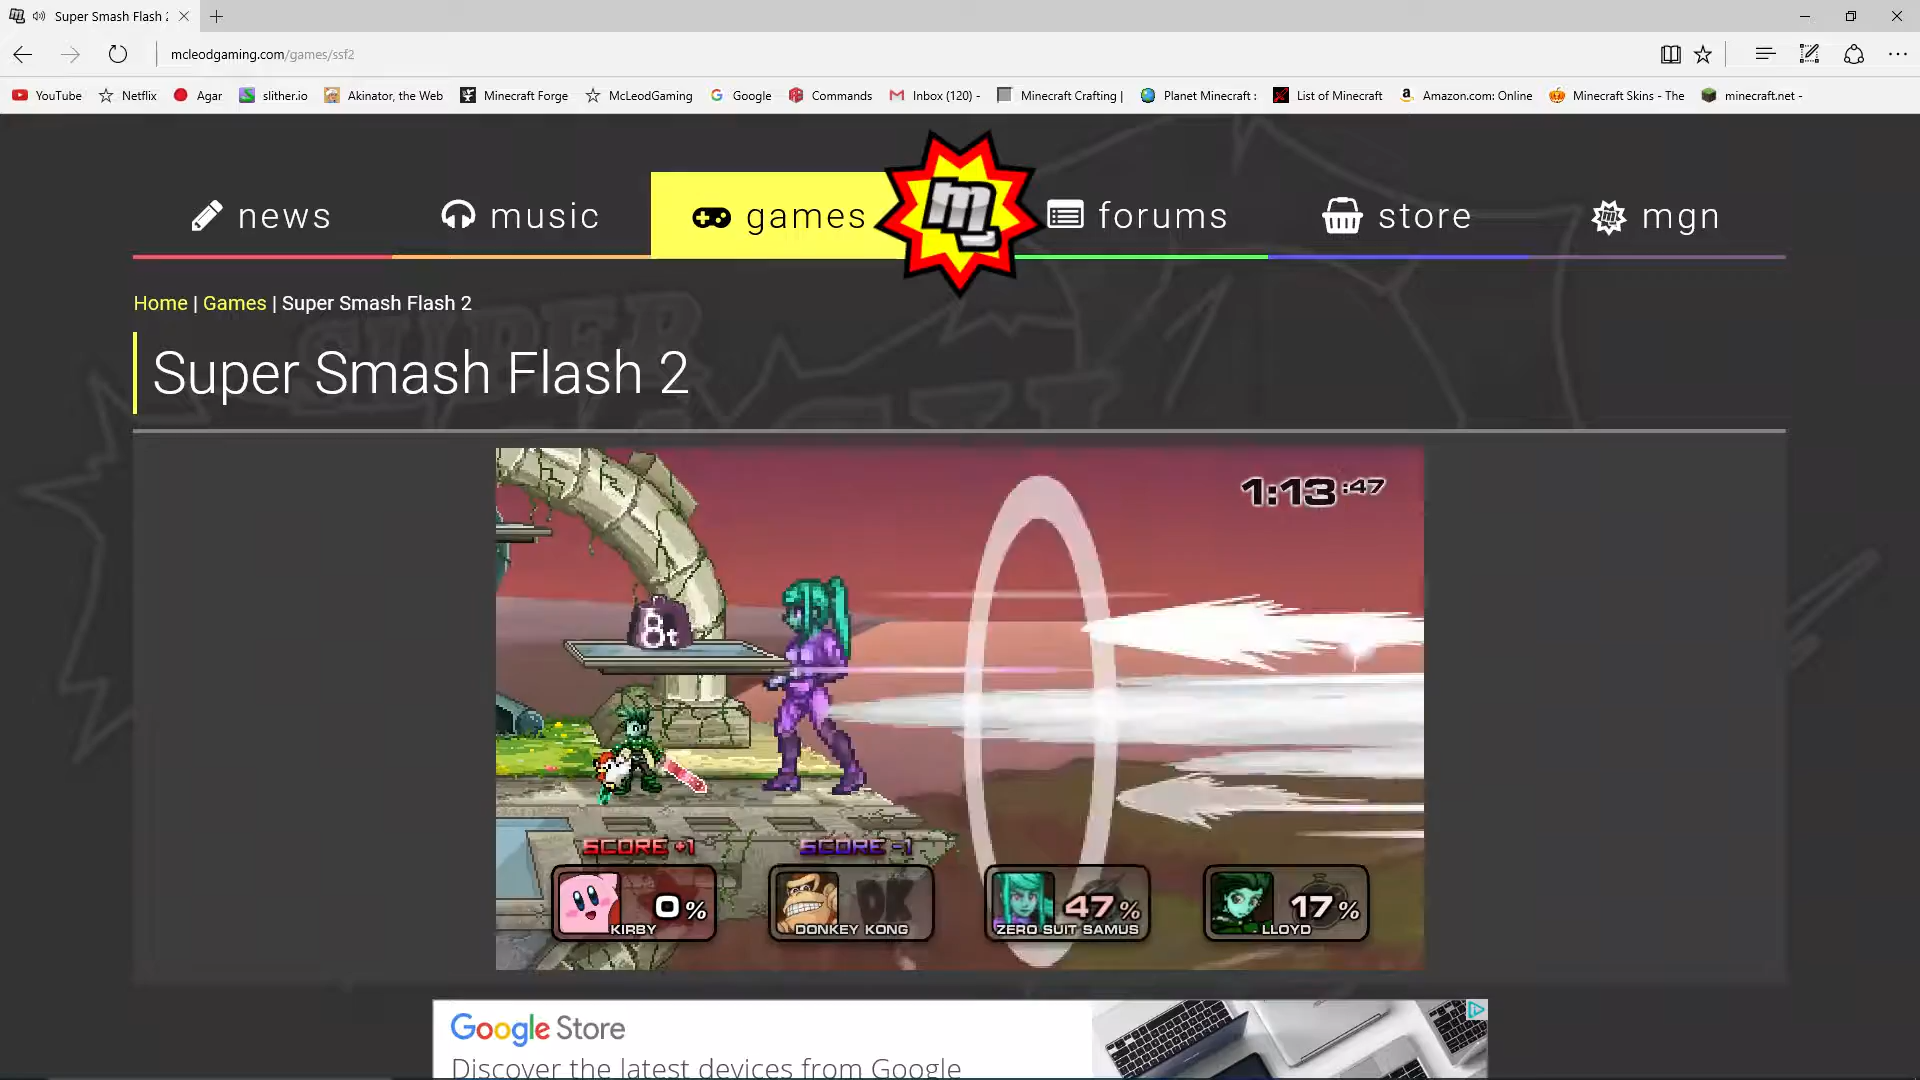 Super Smash Flash 2
mcleodgaming.com/games/ssf2
YouTube Netflix Agar slither.io Akinator, the Web Minecraft Forge McLeodGaming Google Commands Inbox (120) - Minecraft Crafting | Planet Minecraft : List of Minecraft Amazon.com: Online Minecraft Skins - The minecraft.net -
news music games forums store mgn
Home | Games | Super Smash Flash 2
Super Smash Flash 2
1:13:47
8t
SCORE +1 SCORE -1
0% 47% 17%
DK
KIRBY DONKEY KONG ZERO SUIT SAMUS LLOYD
Google Store
Discover the latest devices from Google